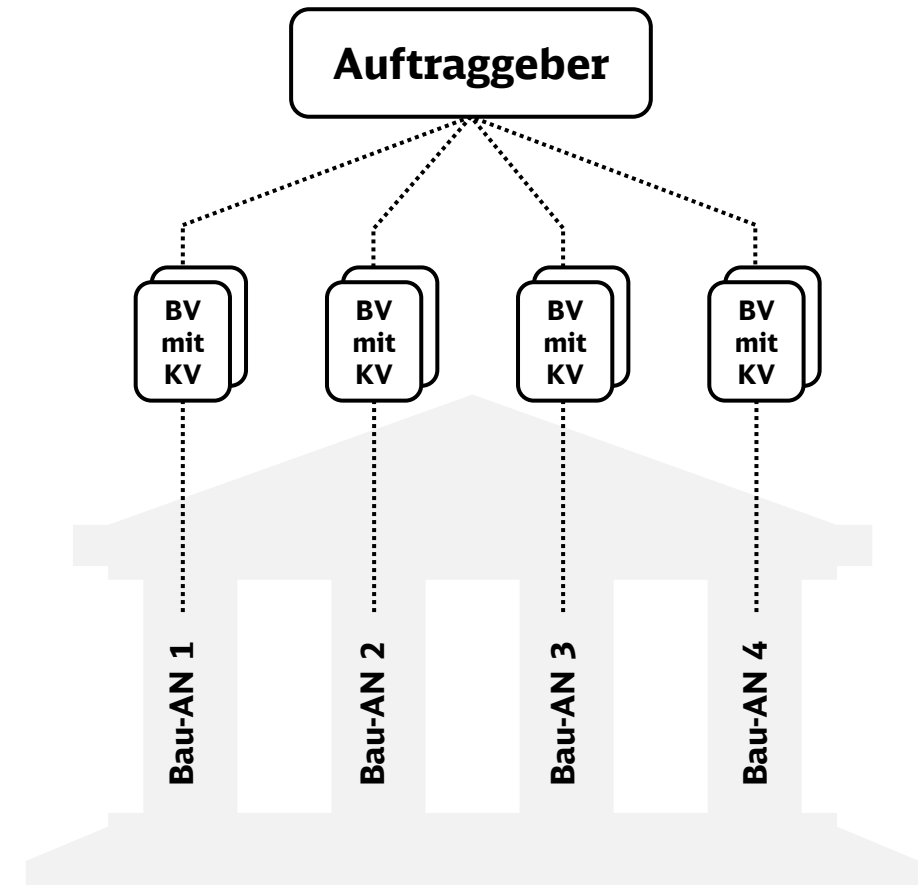 Auftraggeber
BV
mit
KV
BV
mit
KV
BV
mit
KV
BV
mit
KV
Bau-AN 1
Bau-AN 2
Bau-AN 3
Bau-AN 4